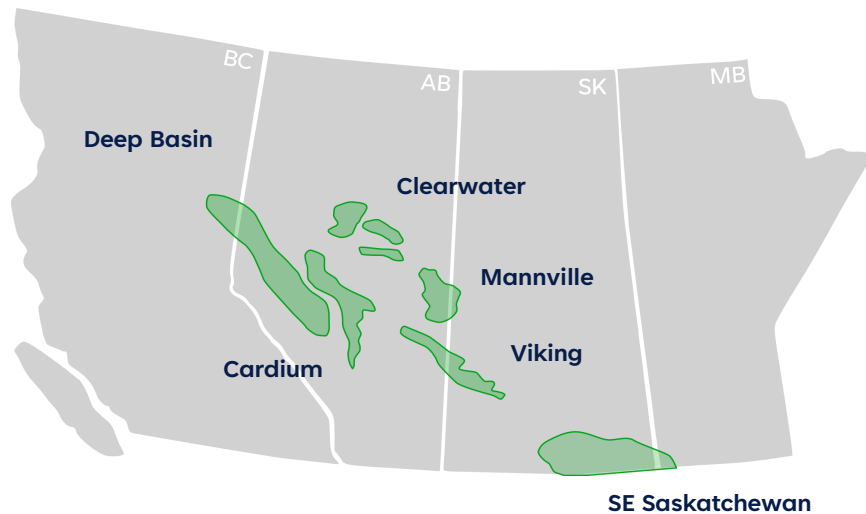 BC
AB
SK
MB
Deep Basin
Clearwater
Mannville
Viking
Cardium
SE Saskatchewan